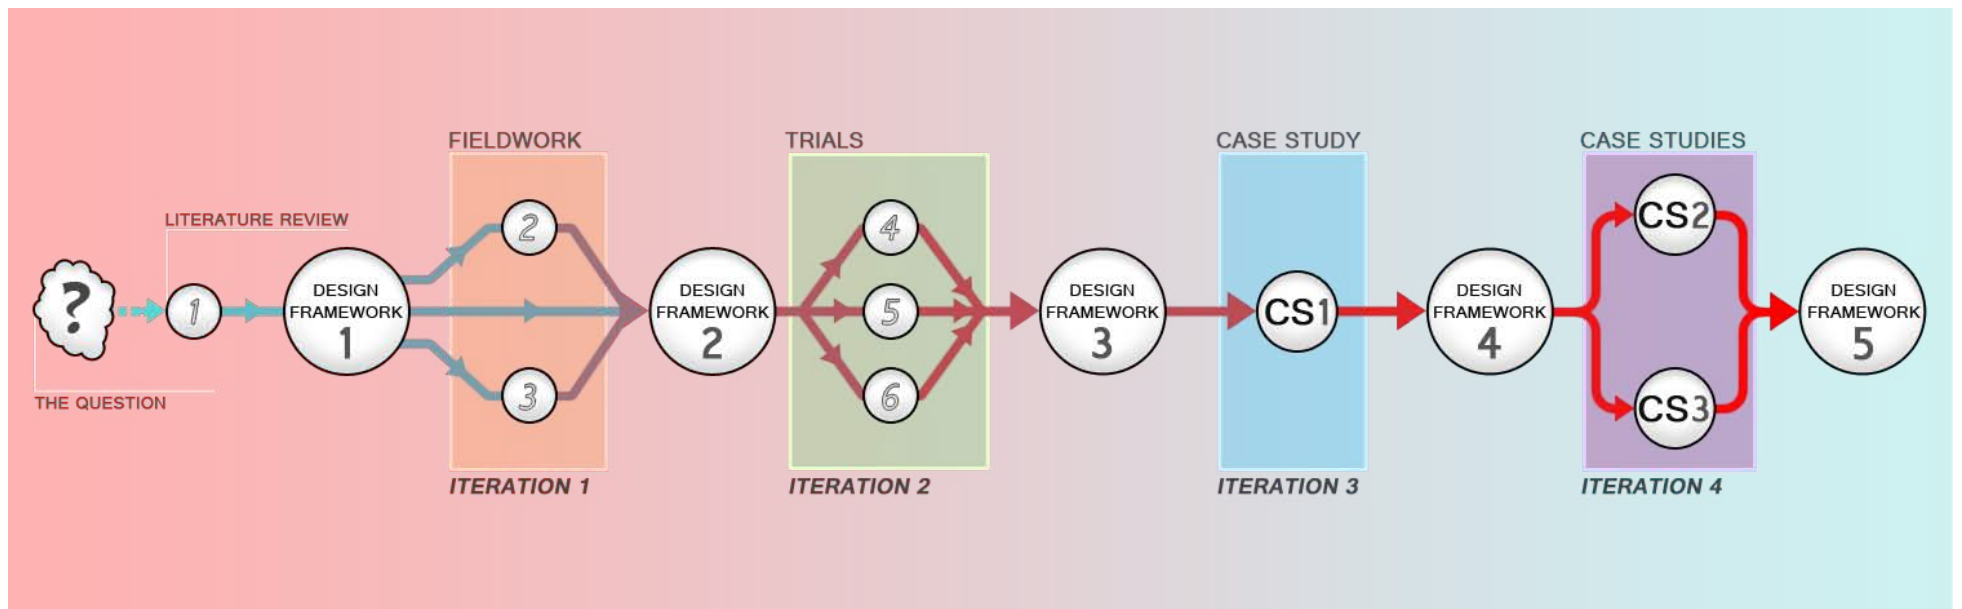 THE QUESTION
?
LITERATURE REVIEW
1
DESIGN
FRAMEWORK
1
FIELDWORK
2
3
ITERATION 1
DESIGN
FRAMEWORK
2
TRIALS
4
5
6
ITERATION 2
DESIGN
FRAMEWORK
3
CASE STUDY
CS1
ITERATION 3
DESIGN
FRAMEWORK
4
CASE STUDIES
CS2
CS3
ITERATION 4
DESIGN
FRAMEWORK
5